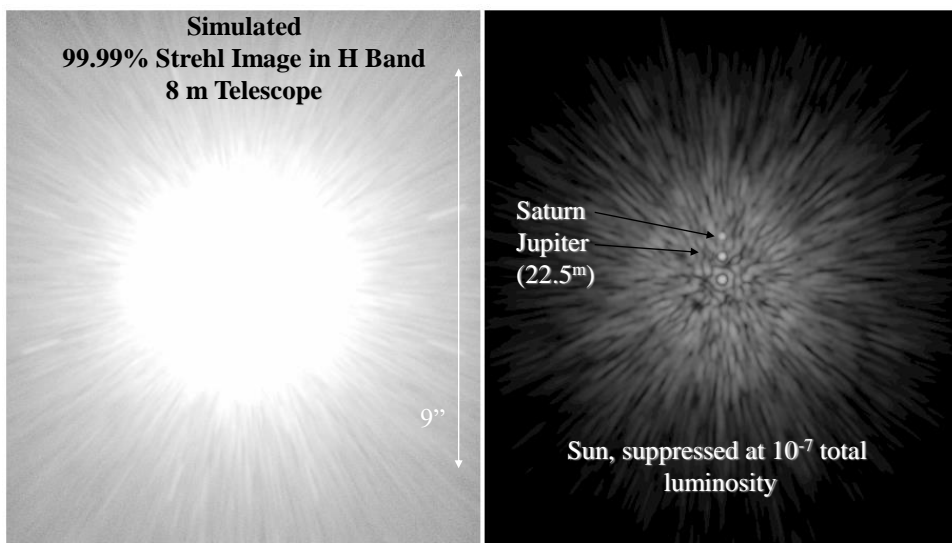 Simulated
99.99% Strehl Image in H Band
8 m Telescope
9”
Saturn
Jupiter
(22.5ᵐ)
Sun, suppressed at 10⁻⁷ total
luminosity